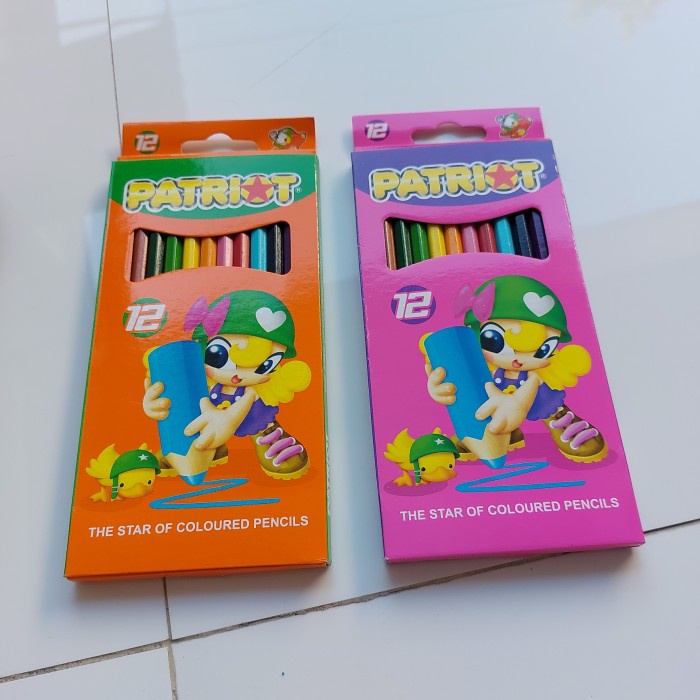 12
PATRIOT®
12
THE STAR OF COLOURED PENCILS
12
PATRIOT®
12
THE STAR OF COLOURED PENCILS